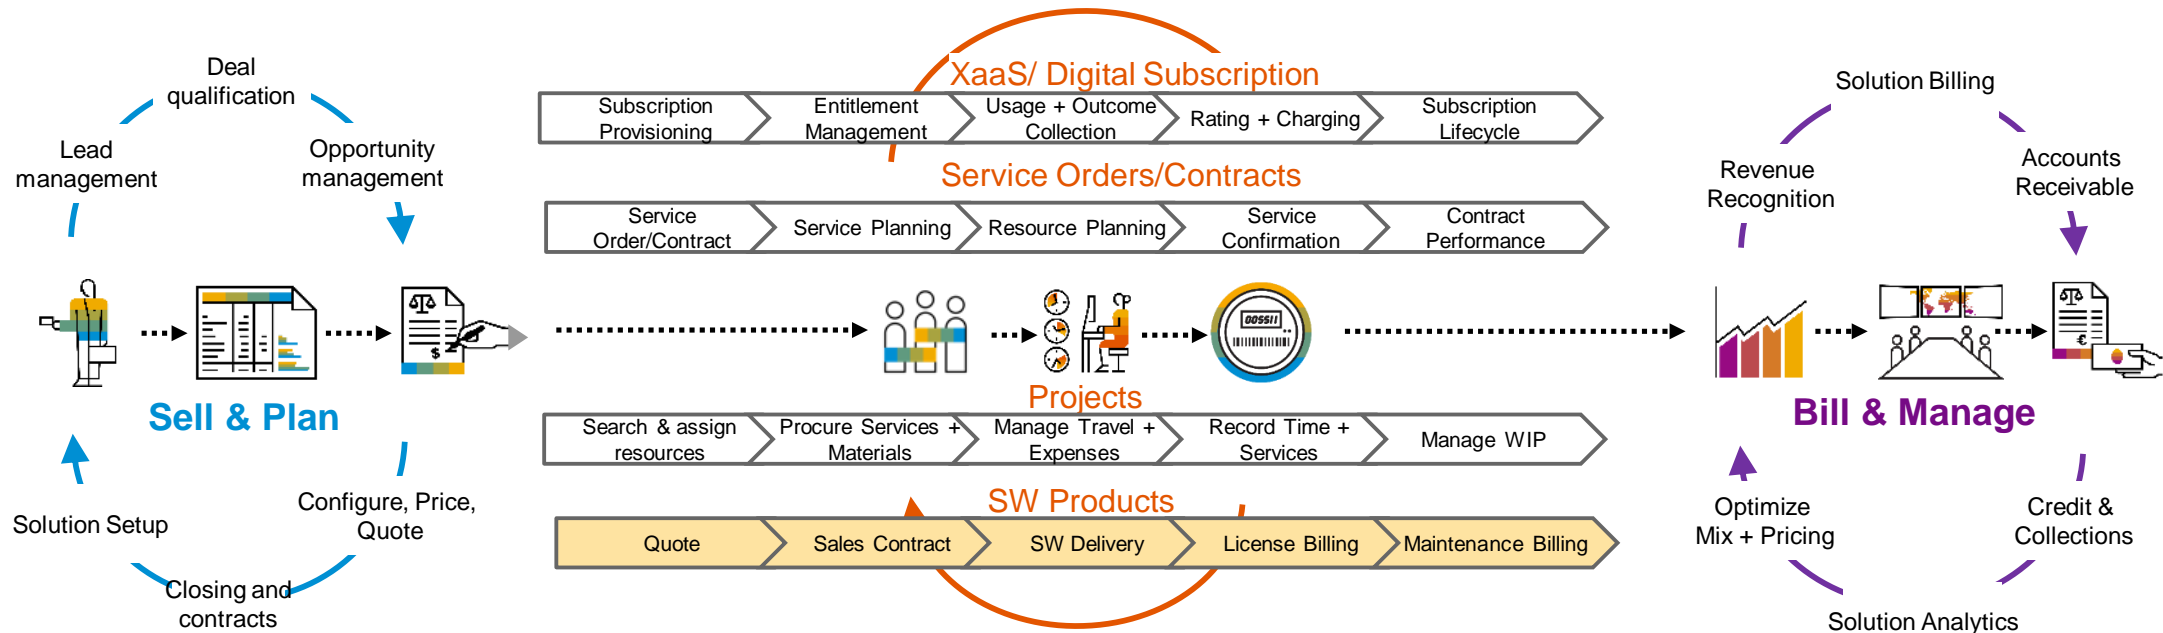 Deal
qualification
Lead
management
Opportunity
management
Sell & Plan
Solution Setup
Configure, Price,
Quote
Closing and
contracts
$
XaaS/ Digital Subscription
Subscription
Provisioning
Entitlement
Management
Usage + Outcome
Collection
Rating + Charging
Subscription
Lifecycle
Service Orders/Contracts
Service
Order/Contract
Service Planning
Resource Planning
Service
Confirmation
Contract
Performance
Projects
Search & assign
resources
Procure Services +
Materials
Manage Travel +
Expenses
Record Time +
Services
Manage WIP
SW Products
Quote
Sales Contract
SW Delivery
License Billing
Maintenance Billing
Solution Billing
Revenue
Recognition
Accounts
Receivable
€
Bill & Manage
Optimize
Mix + Pricing
Credit &
Collections
Solution Analytics